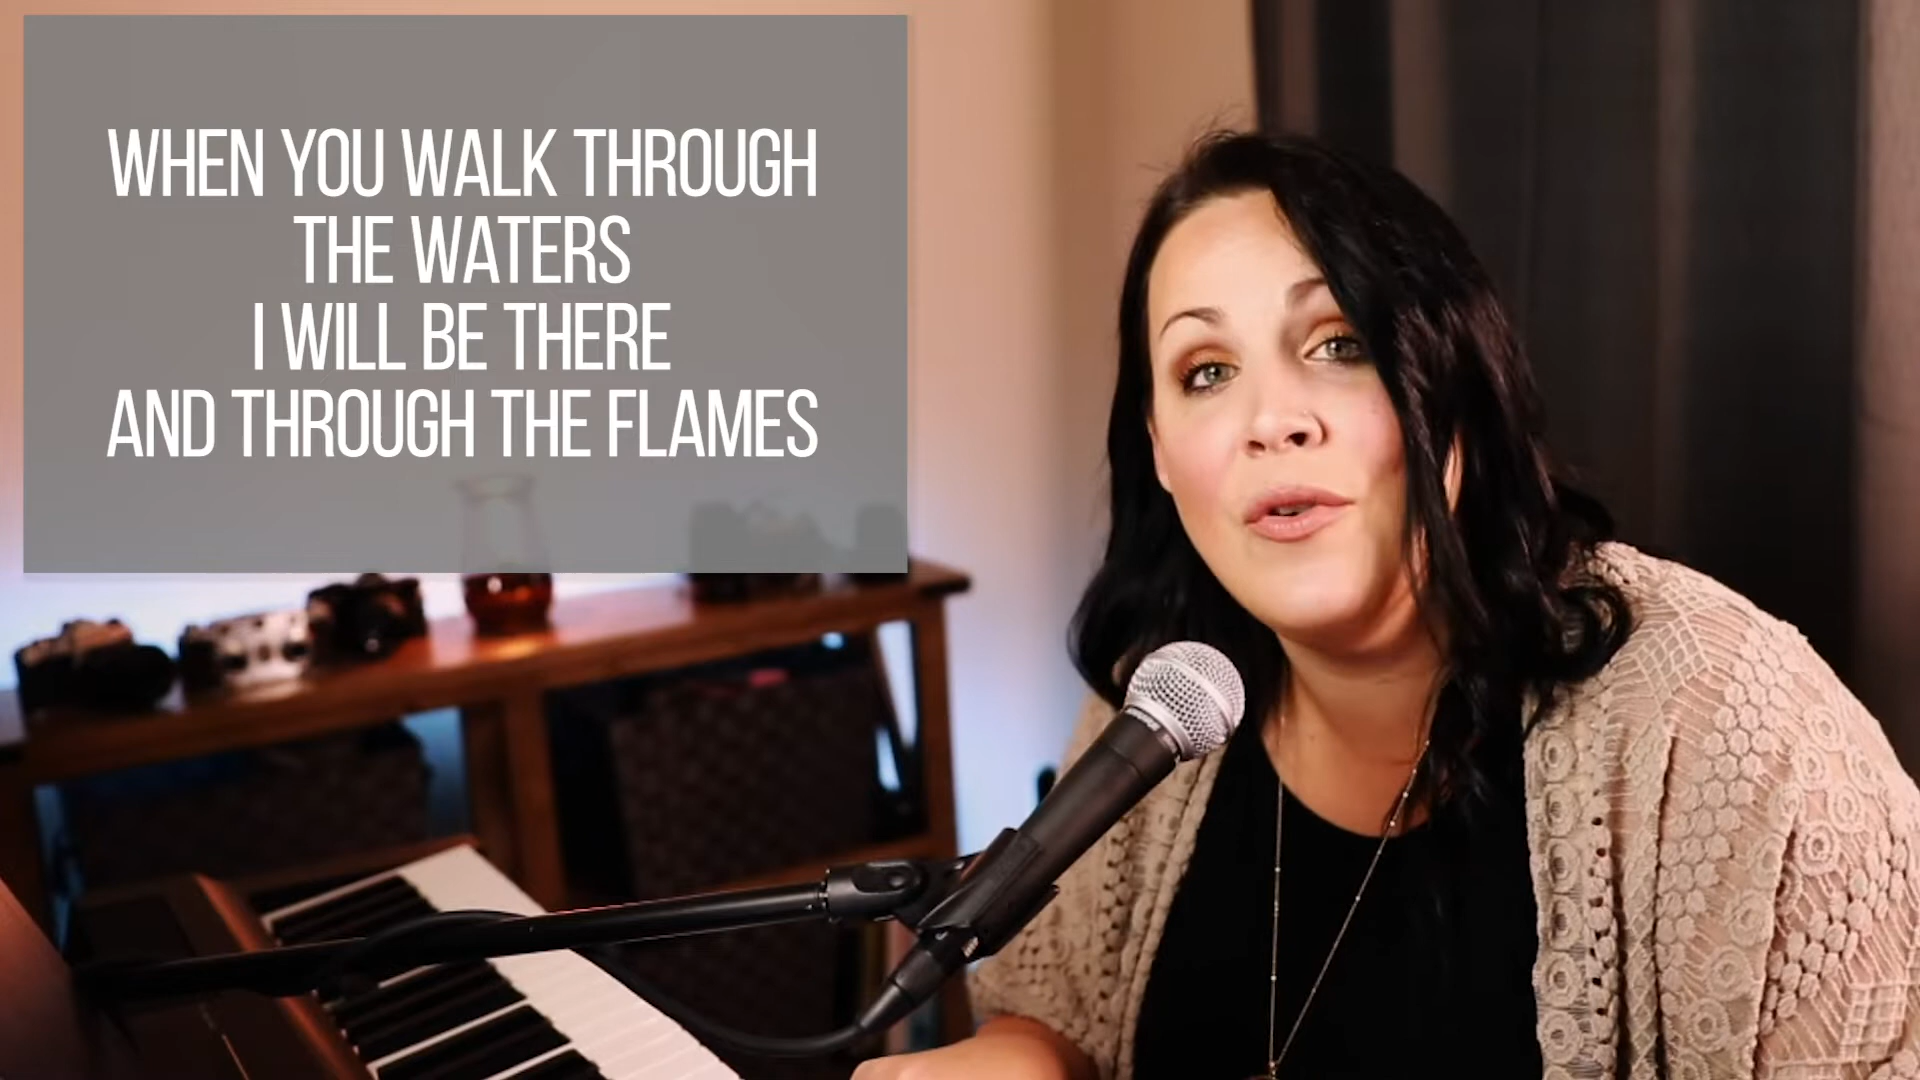 WHEN YOU WALK THROUGH
THE WATERS
I WILL BE THERE
AND THROUGH THE FLAMES